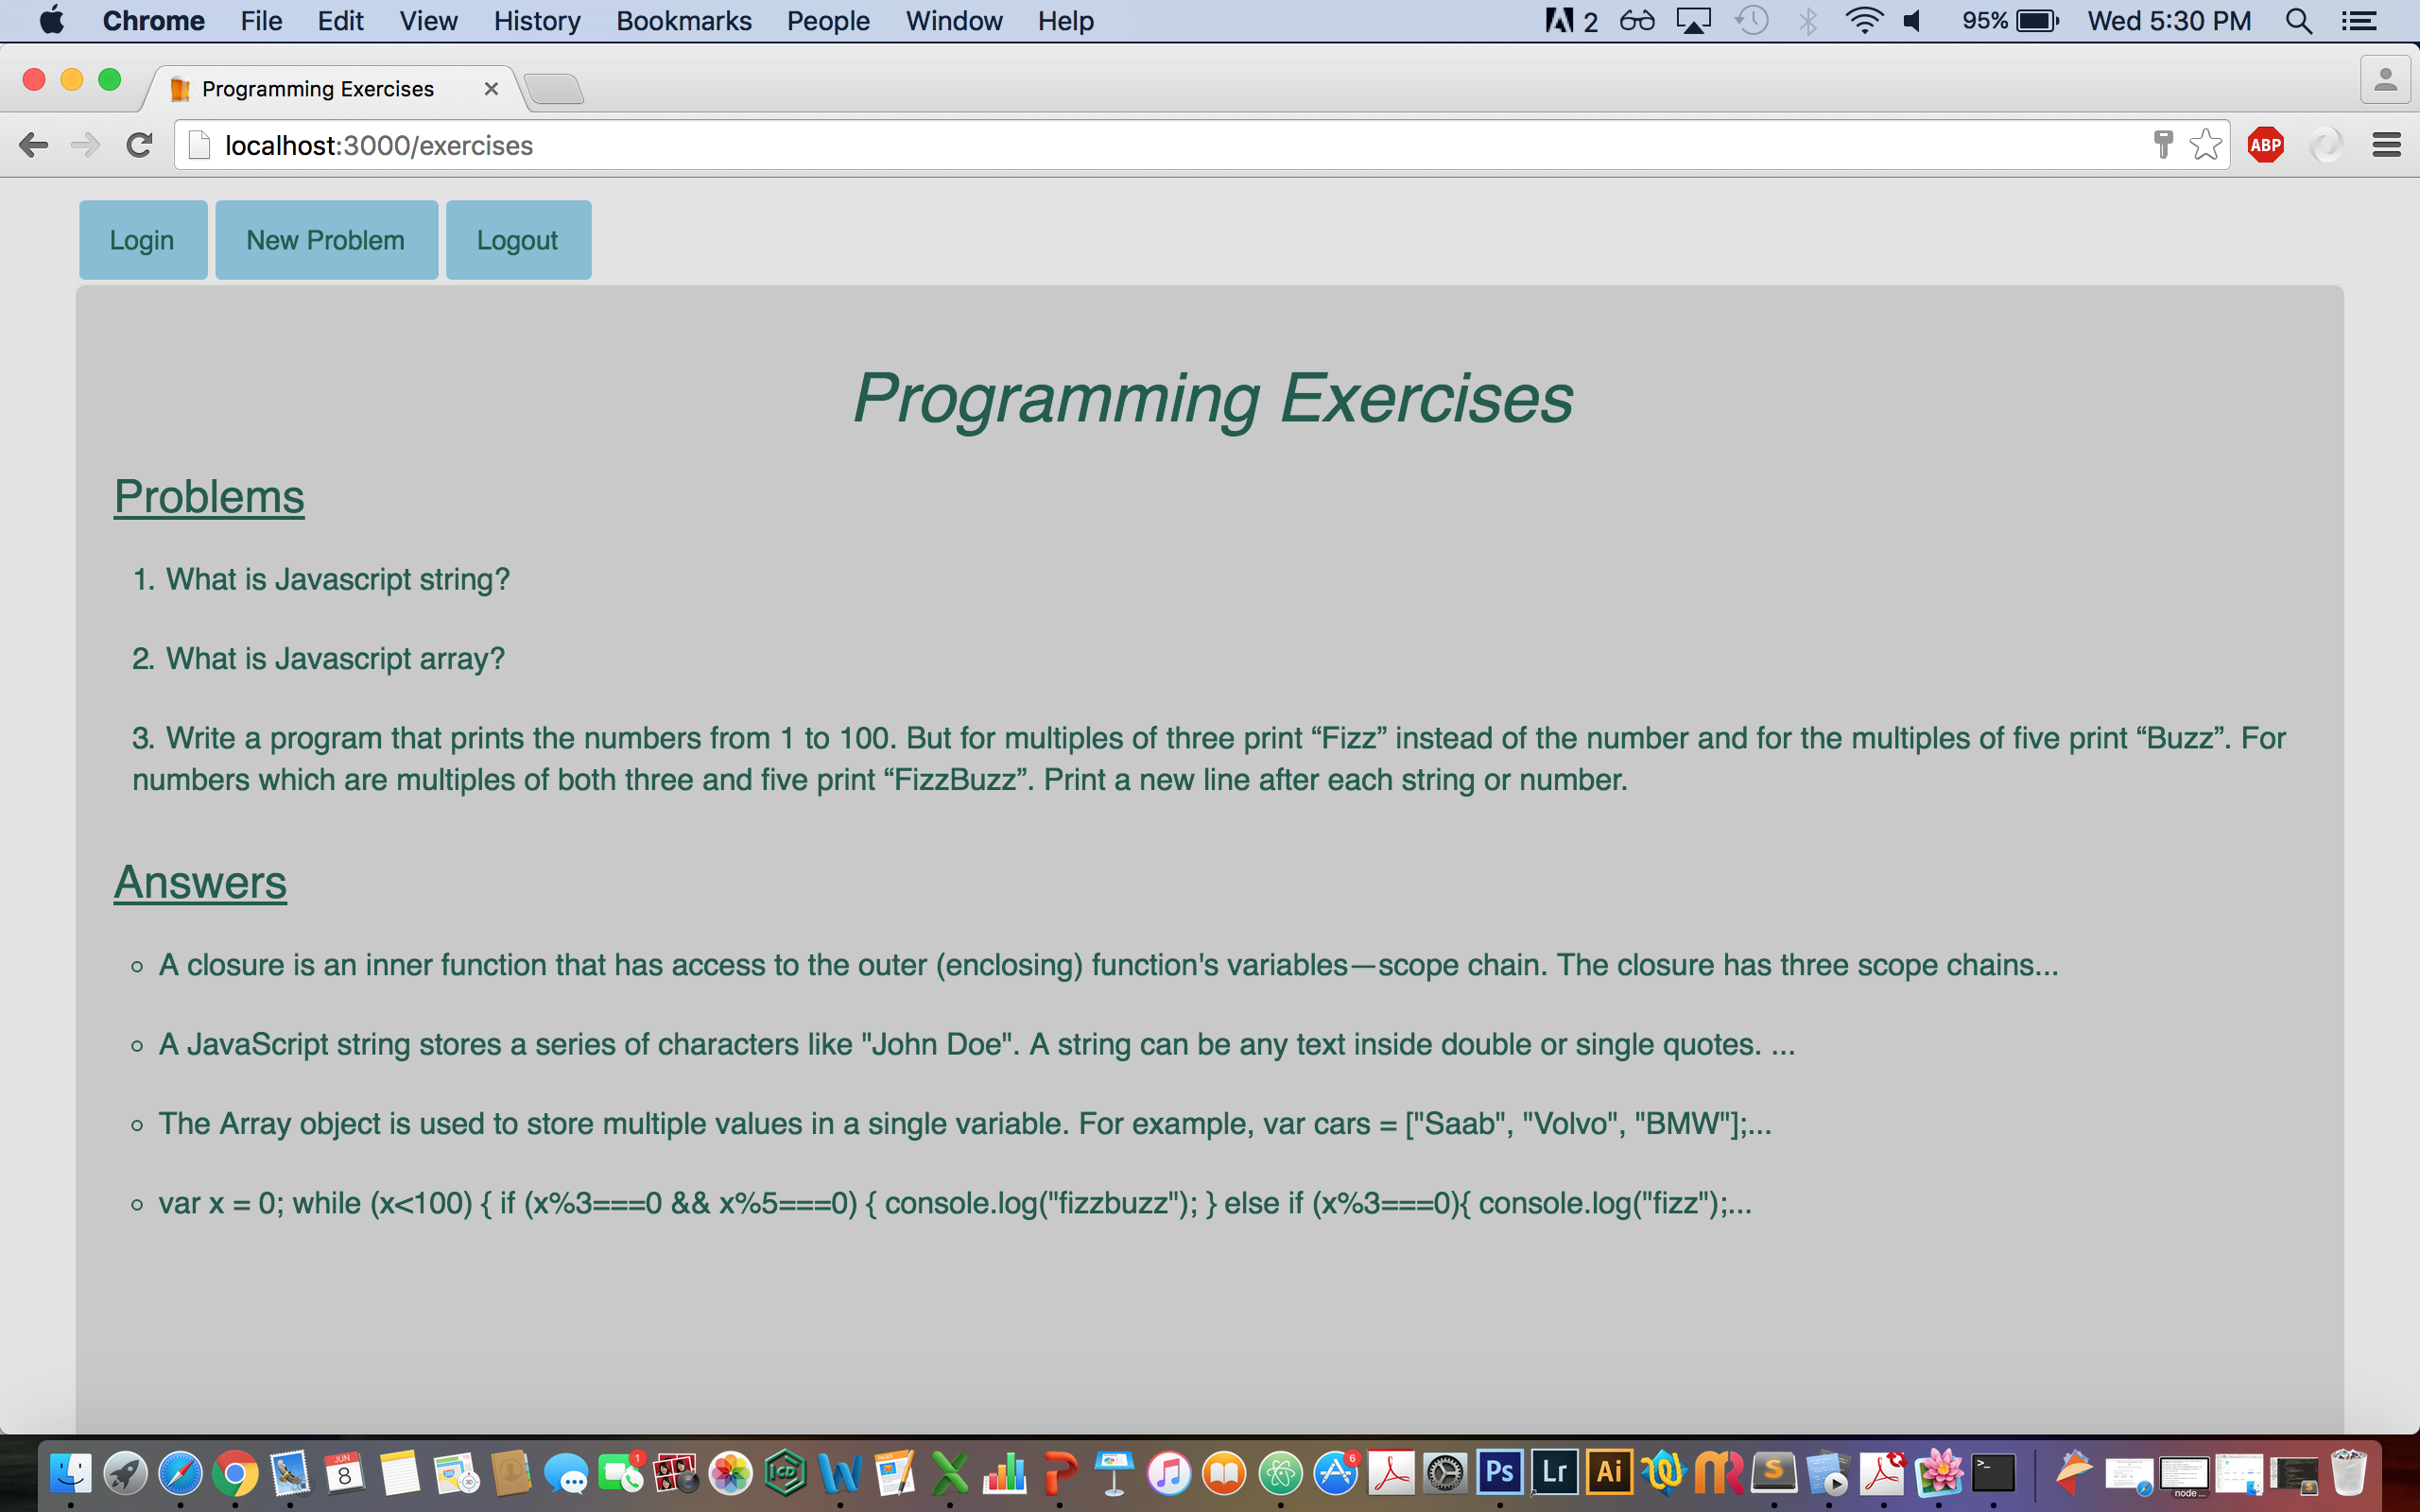 Chrome File Edit View History Bookmarks People Window Help 2 95% Wed 5:30 PM
Programming Exercises
localhost:3000/exercises ABP
Login New Problem Logout
Programming Exercises
Problems
1. What is Javascript string?
2. What is Javascript array?
3. Write a program that prints the numbers from 1 to 100. But for multiples of three print “Fizz” instead of the number and for the multiples of five print “Buzz”. For
numbers which are multiples of both three and five print “FizzBuzz”. Print a new line after each string or number.
Answers
A closure is an inner function that has access to the outer (enclosing) function's variables—scope chain. The closure has three scope chains...
A JavaScript string stores a series of characters like "John Doe". A string can be any text inside double or single quotes. ...
The Array object is used to store multiple values in a single variable. For example, var cars = ["Saab", "Volvo", "BMW"];...
var x = 0; while (x<100) { if (x%3===0 && x%5===0) { console.log("fizzbuzz"); } else if (x%3===0){ console.log("fizz");...
JUN
8
1
6
Ps Lr Ai
node ...